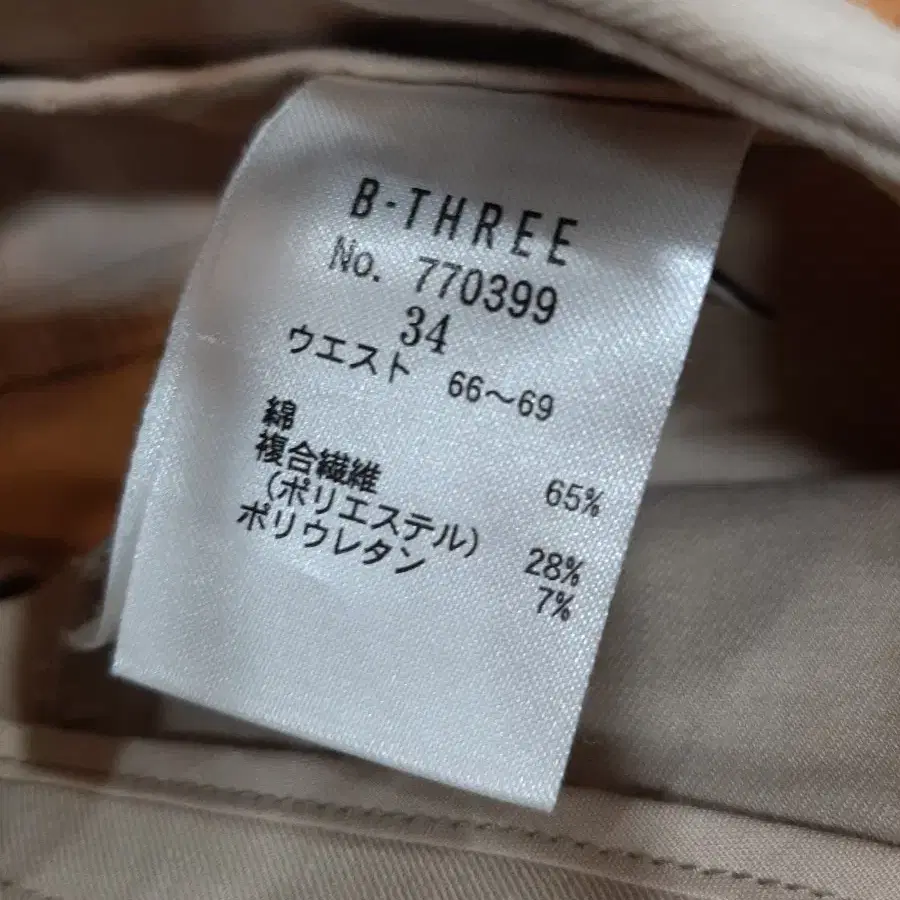 B-THREE
No. 770399
34
ウエスト 66～69
綿 65%
複合繊維
(ポリエステル) 28%
ポリウレタン 7%